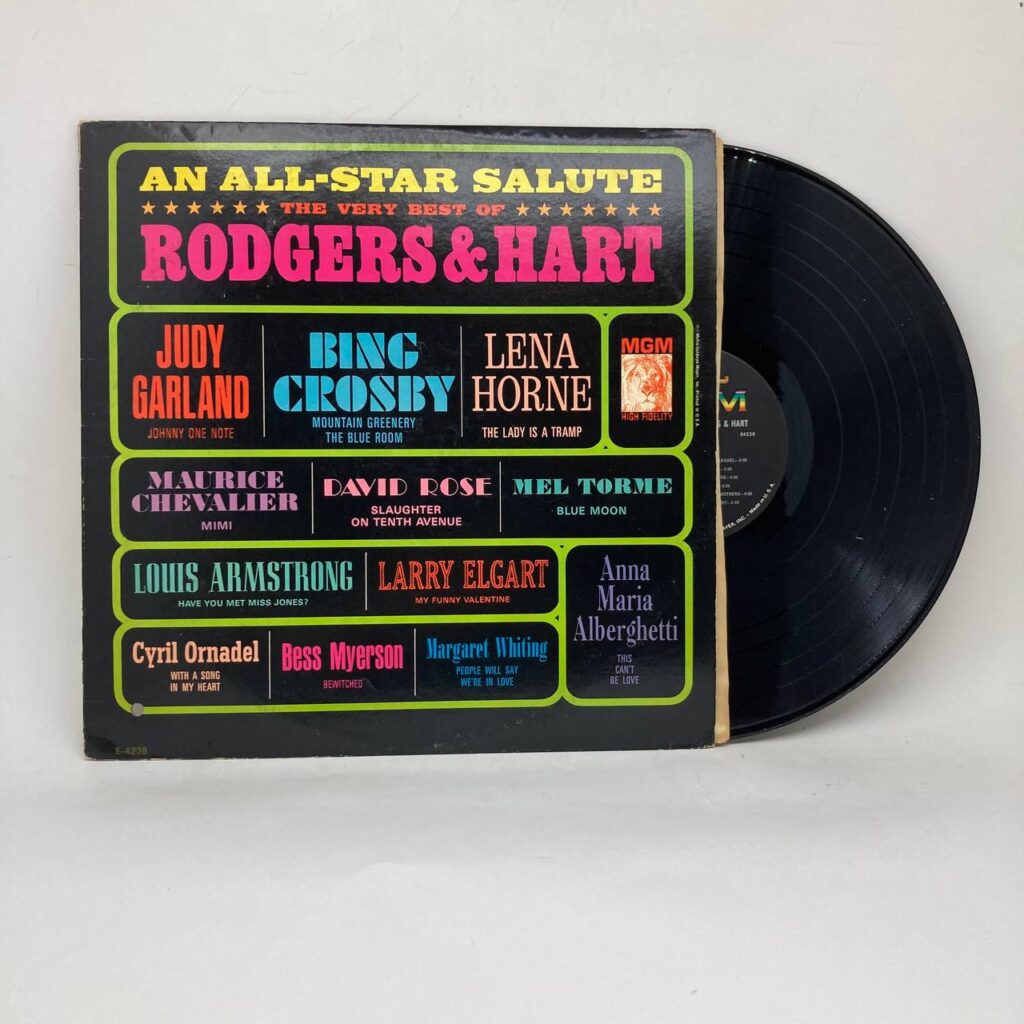 AN ALL-STAR SALUTE
THE VERY BEST OF
RODGERS & HART
JUDY
GARLAND
JOHNNY ONE NOTE
BING
CROSBY
MOUNTAIN GREENERY
THE BLUE ROOM
LENA
HORNE
THE LADY IS A TRAMP
MGM
HIGH FIDELITY
MAURICE
CHEVALIER
MIMI
DAVID ROSE
SLAUGHTER
ON TENTH AVENUE
MEL TORME
BLUE MOON
LOUIS ARMSTRONG
HAVE YOU MET MISS JONES?
LARRY ELGART
MY FUNNY VALENTINE
Anna
Maria
Alberghetti
THIS
CAN'T
BE LOVE
Cyril Ornadel
WITH A SONG
IN MY HEART
Bess Myerson
BEWITCHED
Margaret Whiting
PEOPLE WILL SAY
WE'RE IN LOVE
E-4238
M
& HART
Made in U.S.A.